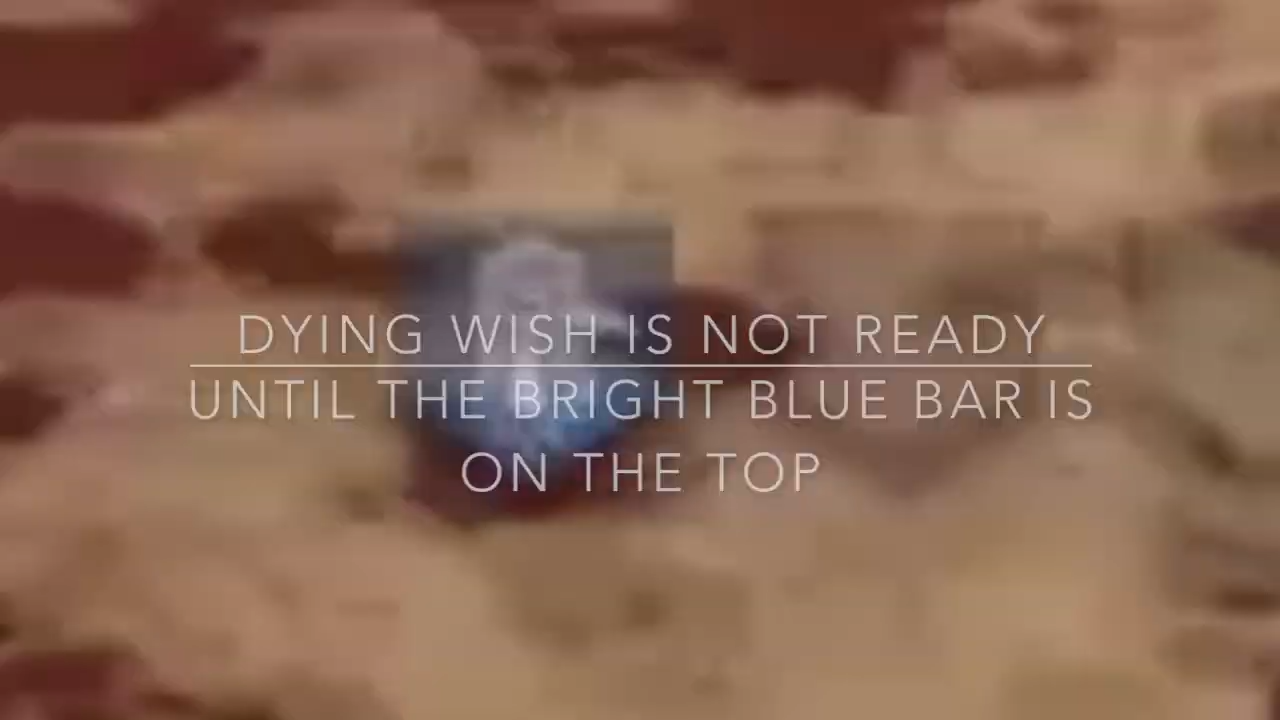 DYING WISH IS NOT READY
UNTIL THE BRIGHT BLUE BAR IS
ON THE TOP